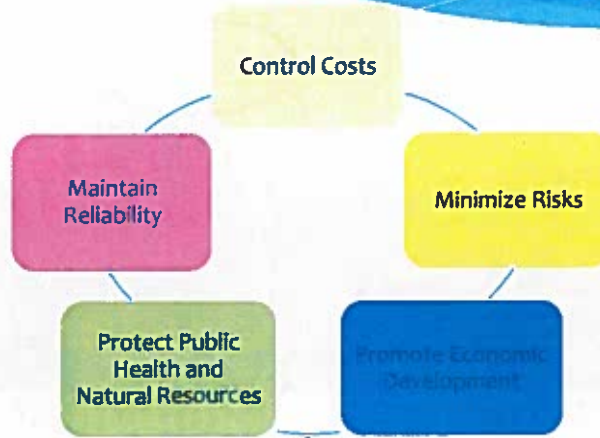 Control Costs
Maintain
Reliability
Minimize Risks
Protect Public
Health and
Natural Resources
Promote Economic
Development